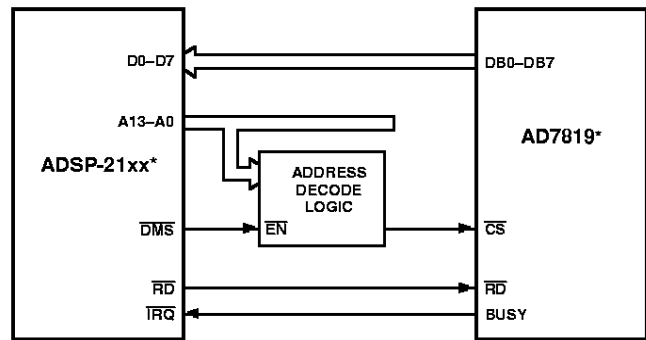 D0–D7
DB0–DB7
A13–A0
ADSP-21xx*
AD7819*
ADDRESS
DECODE
LOGIC
DMS
EN
CS
RD
RD
IRQ
BUSY